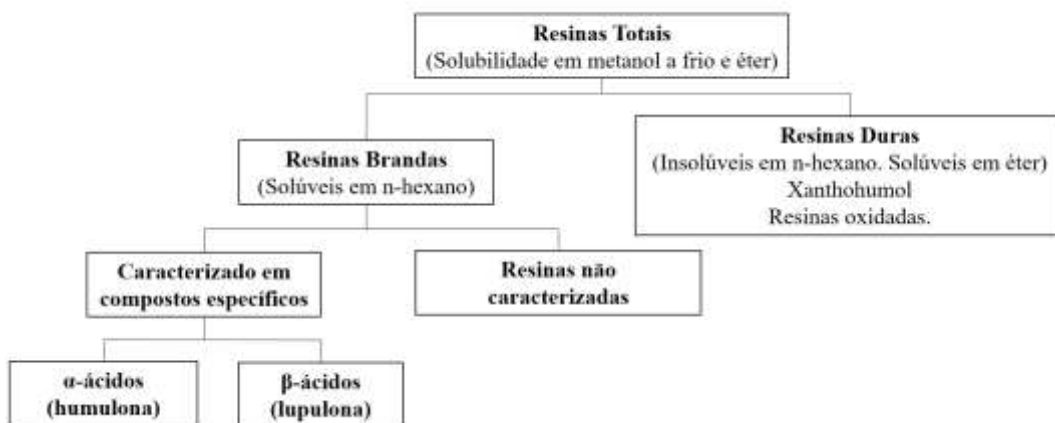 Resinas Totais
(Solubilidade em metanol a frio e éter)
Resinas Brandas
(Solúveis em n-hexano)
Resinas Duras
(Insolúveis em n-hexano. Solúveis em éter)
Xanthohumol
Resinas oxidadas.
Caracterizado em
compostos específicos
Resinas não
caracterizadas
α-ácidos
(humulona)
β-ácidos
(lupulona)